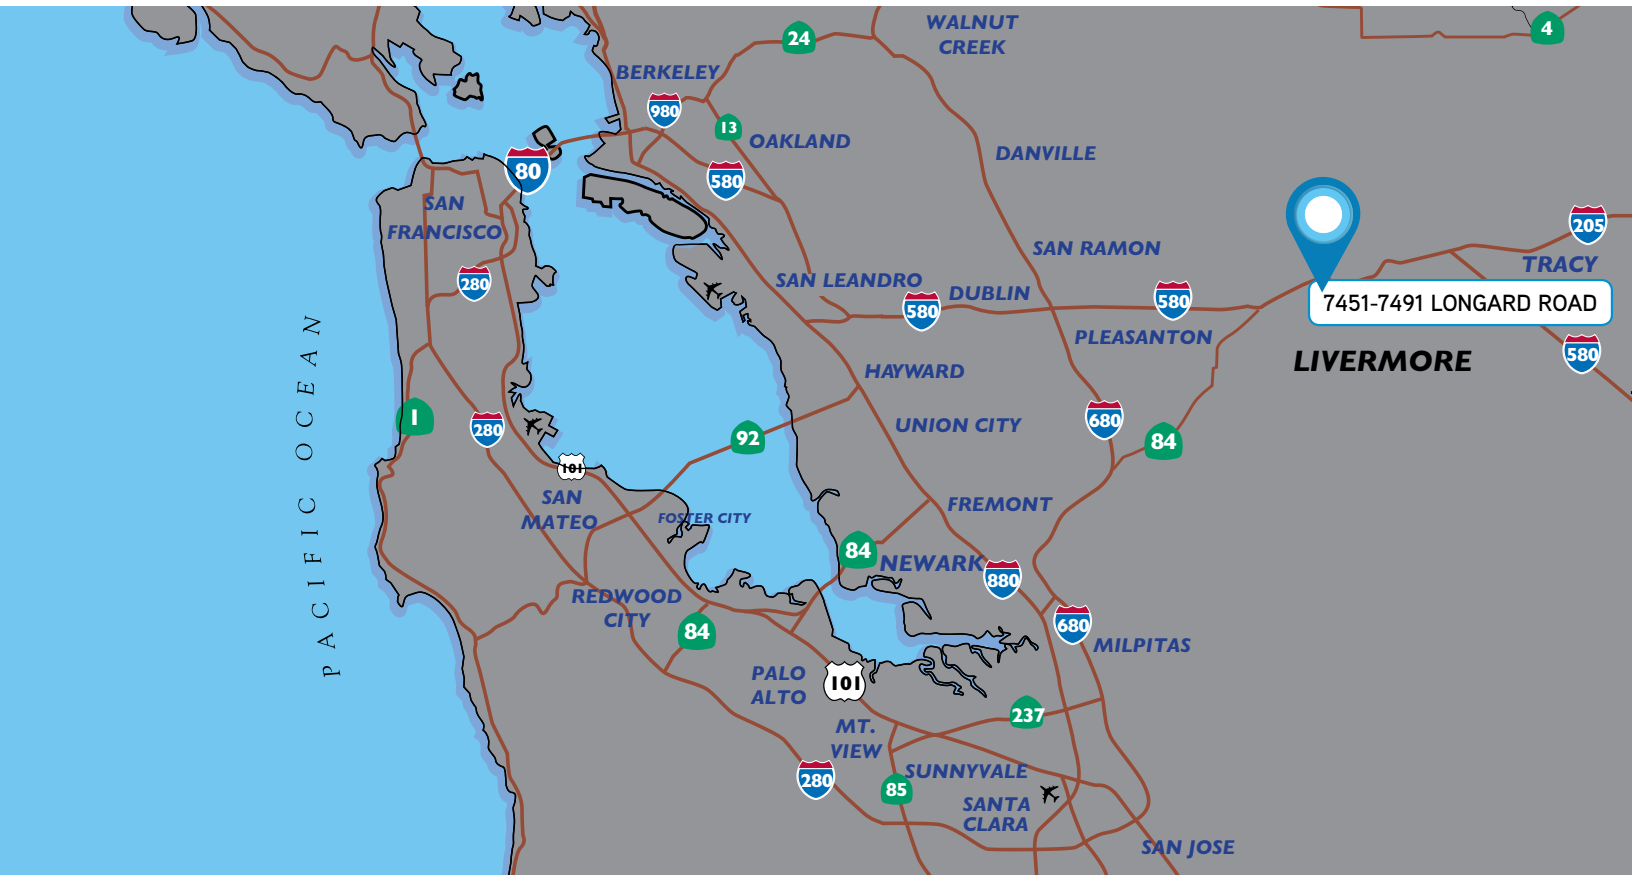 WALNUT
CREEK
4
24
BERKELEY
980
13
OAKLAND
DANVILLE
80
580
SAN
FRANCISCO
205
SAN RAMON
TRACY
280
SAN LEANDRO
DUBLIN
580
580
7451-7491 LONGARD ROAD
PLEASANTON
580
LIVERMORE
HAYWARD
PACIFIC OCEAN
1
280
92
UNION CITY
680
84
101
SAN
MATEO
FOSTER CITY
FREMONT
84
NEWARK
880
REDWOOD
CITY
84
680
MILPITAS
PALO
ALTO
101
237
MT.
VIEW
280
SUNNYVALE
85
SANTA
CLARA
SAN JOSE